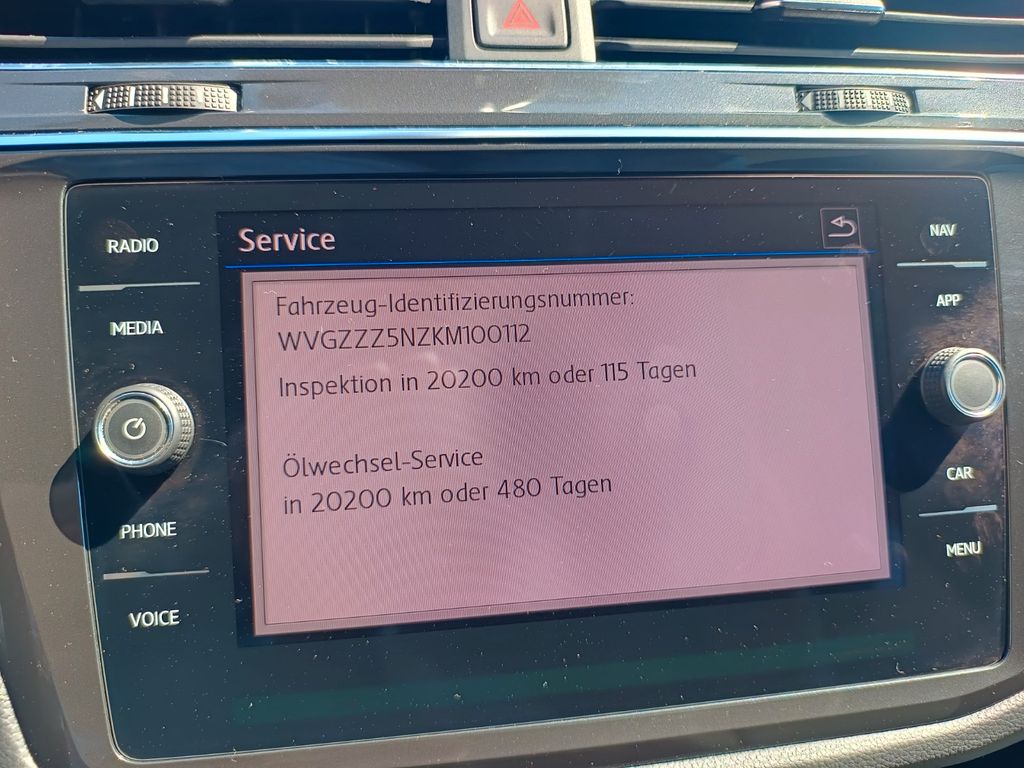 Service
RADIO
NAV
MEDIA
APP
Fahrzeug-Identifizierungsnummer:
WVGZZZ5NZKM100112
Inspektion in 20200 km oder 115 Tagen
Ölwechsel-Service
in 20200 km oder 480 Tagen
PHONE
CAR
VOICE
MENU